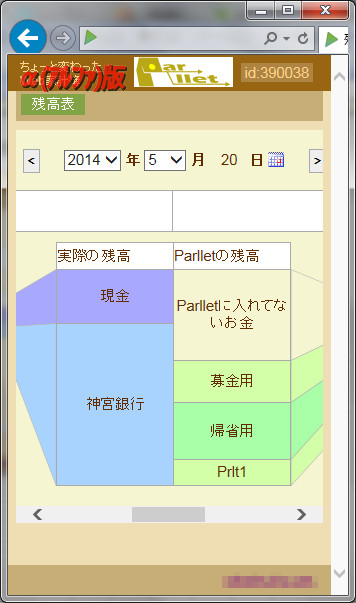 ちょっと変わった
α(アルファ)版
Parllet
id:390038
残高表
< 2014 年 5 月 20 日 >
実際の残高
Parlletの残高
現金
Parlletに入れてな
いお金
神宮銀行
募金用
帰省用
Prlt1